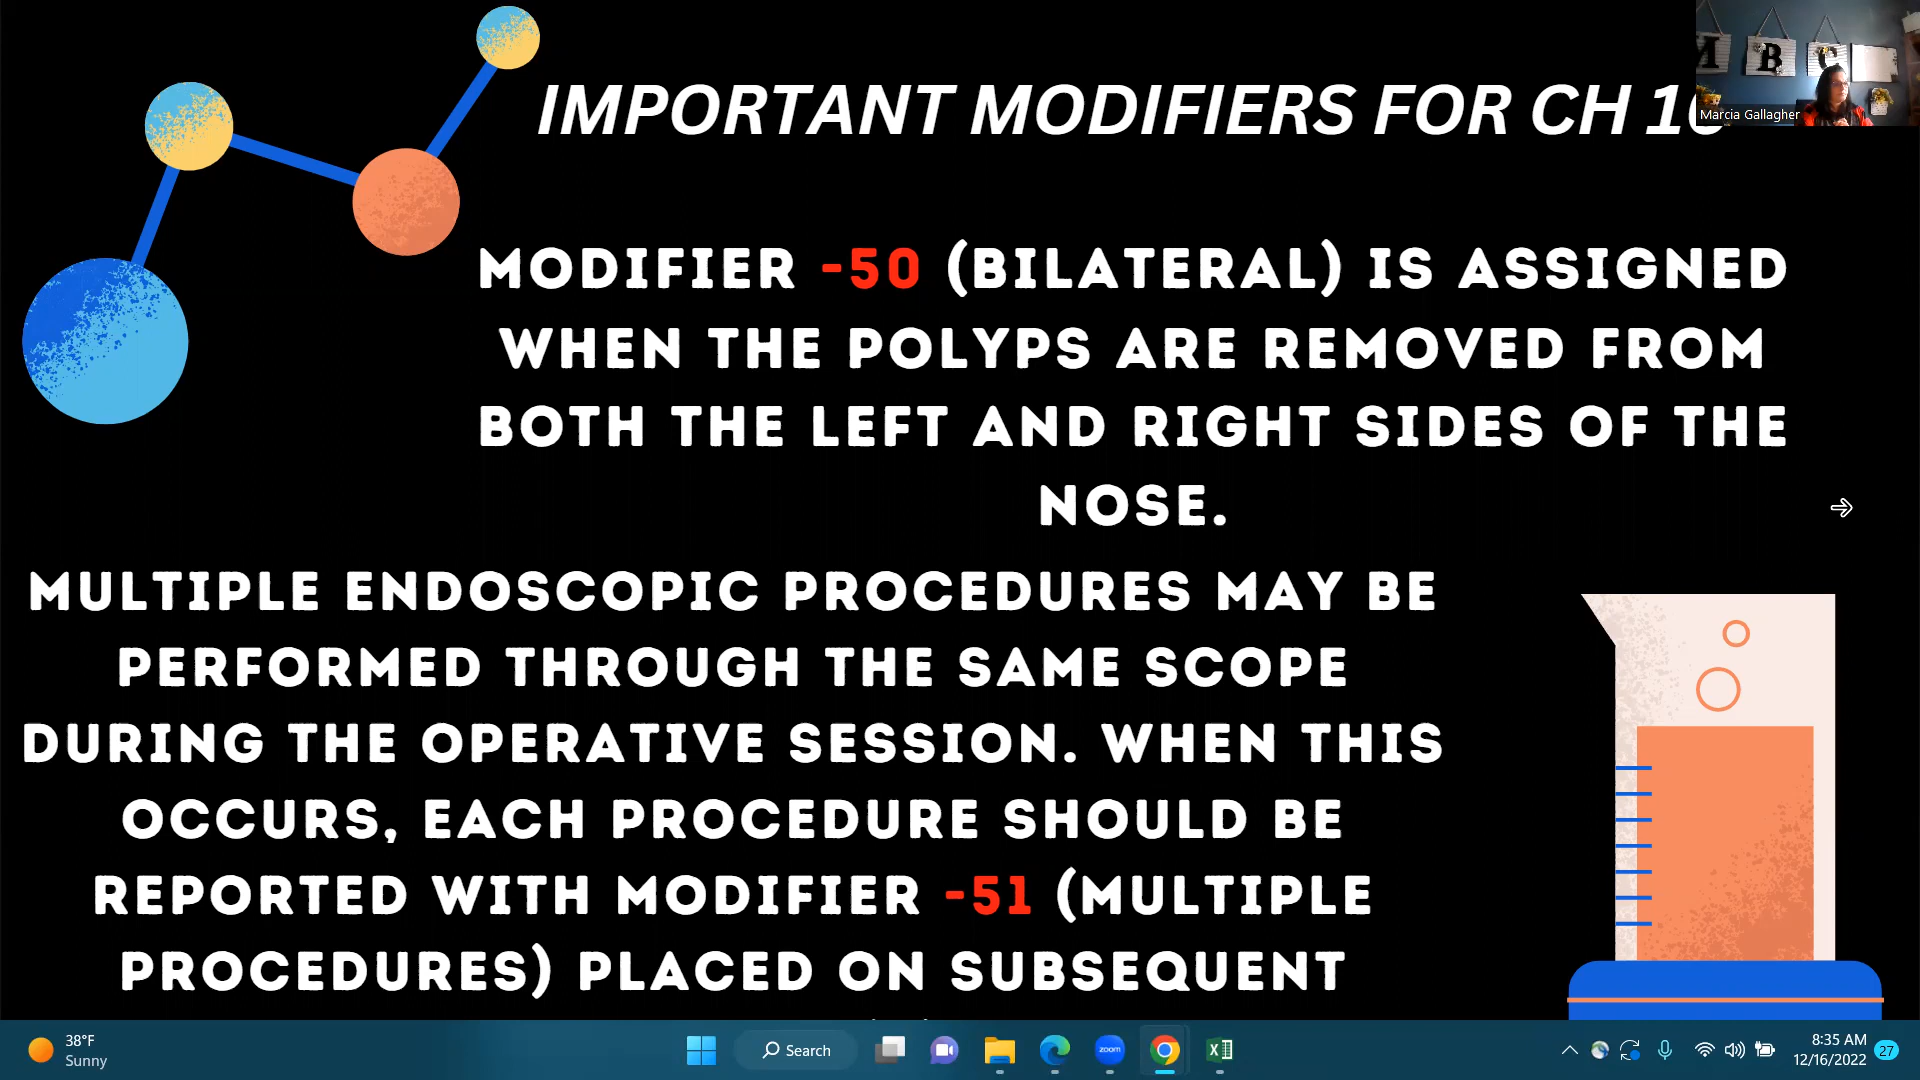 IMPORTANT MODIFIERS FOR CH
M B C
Marcia Gallagher
MODIFIER -50 (BILATERAL) IS ASSIGNED
WHEN THE POLYPS ARE REMOVED FROM
BOTH THE LEFT AND RIGHT SIDES OF THE
NOSE.
MULTIPLE ENDOSCOPIC PROCEDURES MAY BE
PERFORMED THROUGH THE SAME SCOPE
DURING THE OPERATIVE SESSION. WHEN THIS
OCCURS, EACH PROCEDURE SHOULD BE
REPORTED WITH MODIFIER -51 (MULTIPLE
PROCEDURES) PLACED ON SUBSEQUENT
38°F
Sunny
Search
zoom
8:35 AM
12/16/2022
27